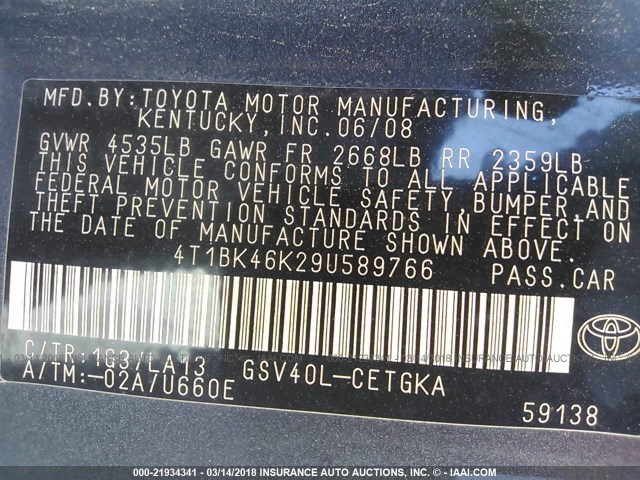 MFD. BY: TOYOTA MOTOR MANUFACTURING,
KENTUCKY, INC. 06/08
GVWR 4535LB GAWR FR 2668LB RR 2359LB
THIS VEHICLE CONFORMS TO ALL APPLICABLE
FEDERAL MOTOR VEHICLE SAFETY, BUMPER, AND
THEFT PREVENTION STANDARDS IN EFFECT ON
THE DATE OF MANUFACTURE SHOWN ABOVE.
4T1BK46K29U589766 PASS.CAR
C/TR: 1G3/LA13 GSV40L-CETGKA
A/TM:-02A/U660E
59138
000-21934341 - 03/14/2018 - INSURANCE AUTO AUCTIONS, INC. - © - IAAI.COM